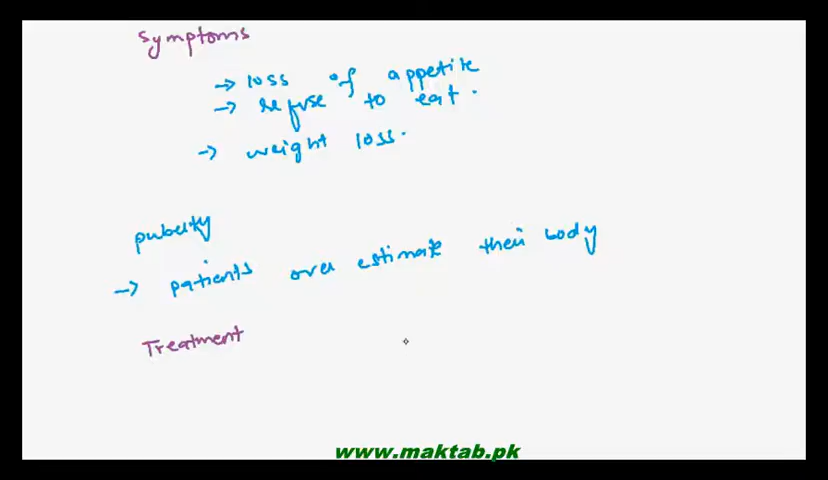 Symptoms
→ loss of appetite
→ refuse to eat.
→ weight loss.
puberty
→ patients over estimate their body
Treatment
www.maktab.pk